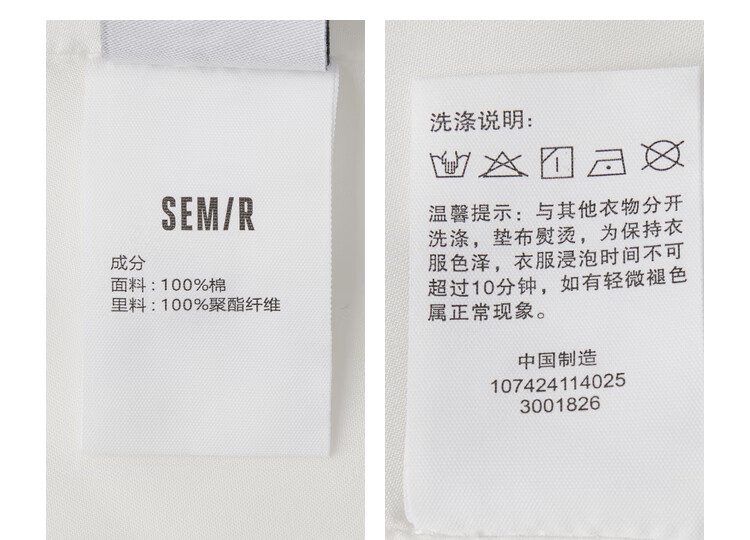 SEM/R
成分
面料：100%棉
里料：100%聚酯纤维
洗涤说明:
温馨提示：与其他衣物分开
洗涤，垫布熨烫，为保持衣
服色泽，衣服浸泡时间不可
超过10分钟，如有轻微褪色
属正常现象。
中国制造
107424114025
3001826